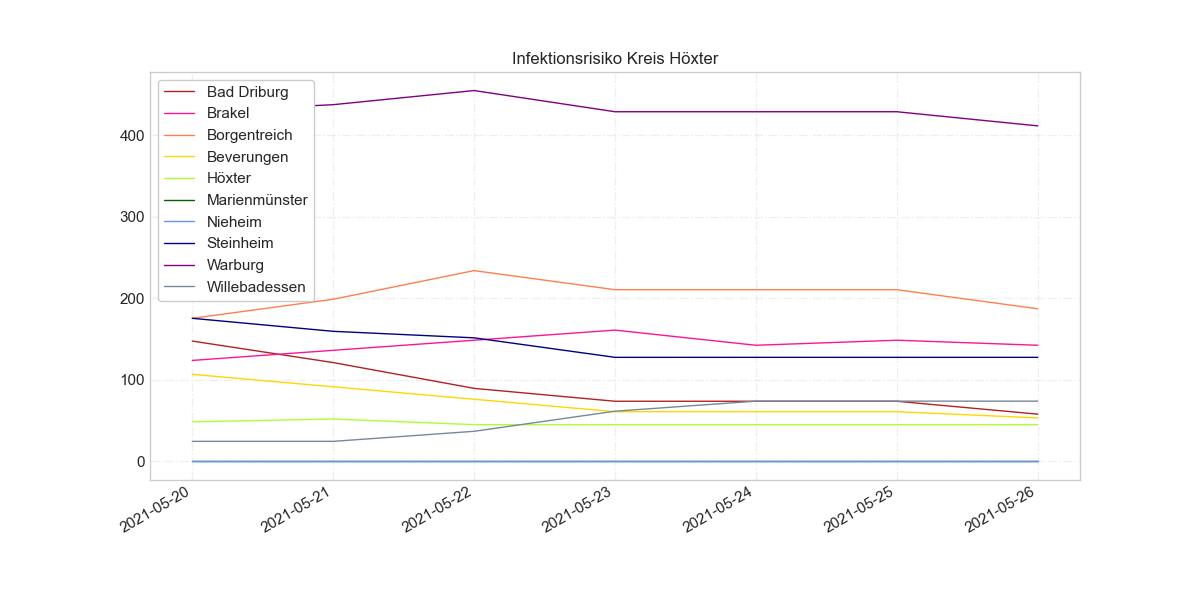 Infektionsrisiko Kreis Höxter
Bad Driburg
Brakel
Borgentreich
Beverungen
Höxter
Marienmünster
Nieheim
Steinheim
Warburg
Willebadessen
400
300
200
100
0
2021-05-20
2021-05-21
2021-05-22
2021-05-23
2021-05-24
2021-05-25
2021-05-26